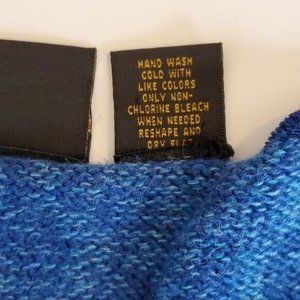 HAND WASH
COLD WITH
LIKE COLORS
ONLY NON-
CHLORINE BLEACH
WHEN NEEDED
RESHAPE AND
DRY FLAT